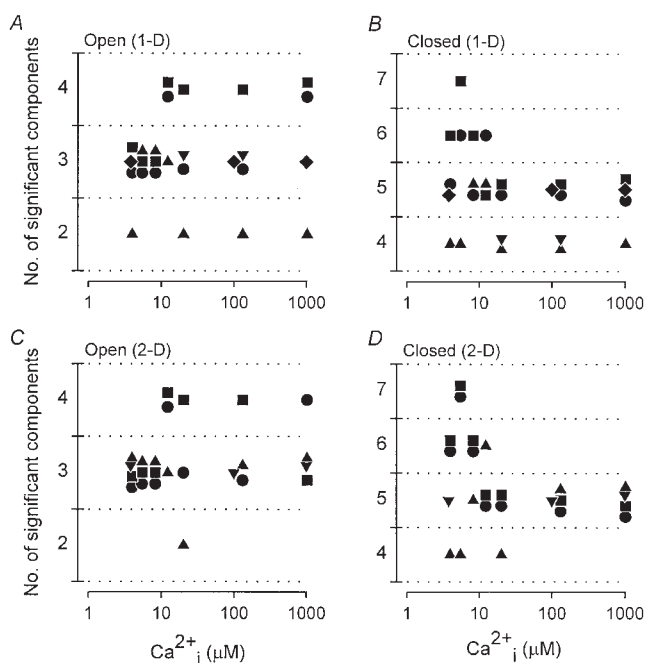 A
Open (1-D)
No. of significant components
4
3
2
1 10 100 1000
B
Closed (1-D)
7
6
5
4
1 10 100 1000
C
Open (2-D)
No. of significant components
4
3
2
1 10 100 1000
Ca²⁺ᵢ (μM)
D
Closed (2-D)
7
6
5
4
1 10 100 1000
Ca²⁺ᵢ (μM)